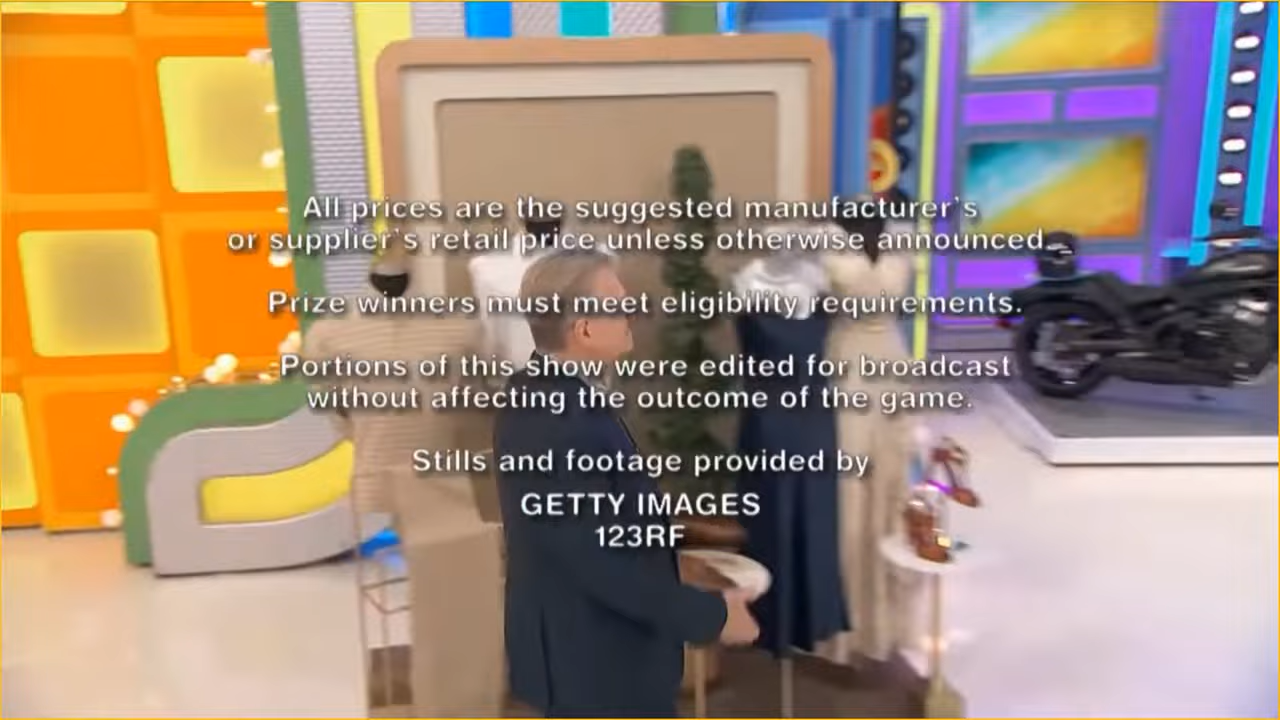 All prices are the suggested manufacturer's
or supplier's retail price unless otherwise announced.
Prize winners must meet eligibility requirements.
Portions of this show were edited for broadcast
without affecting the outcome of the game.
Stills and footage provided by
GETTY IMAGES
123RF